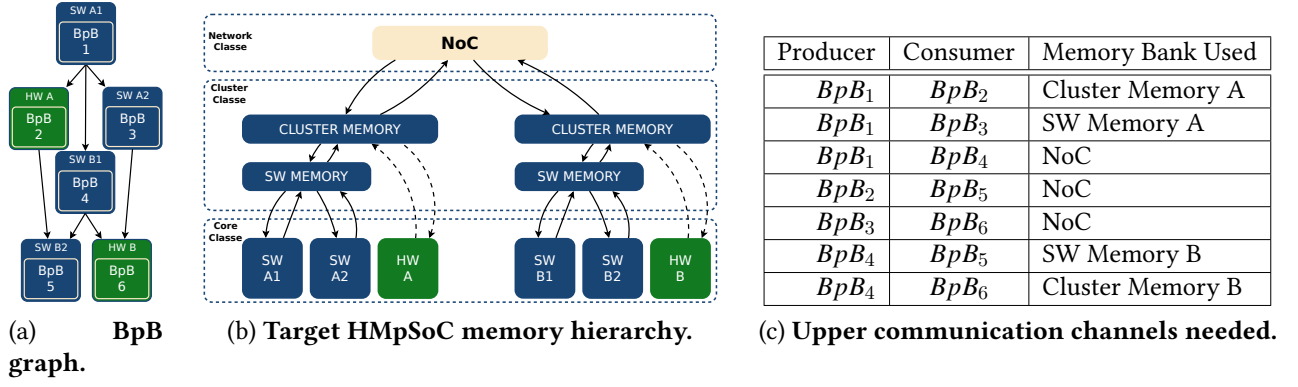 SW A1
BpB
1
HW A
BpB
2
SW A2
BpB
3
SW B1
BpB
4
SW B2
BpB
5
HW B
BpB
6
(a) BpB
graph.
Network
Classe
NoC
Cluster
Classe
CLUSTER MEMORY
CLUSTER MEMORY
SW MEMORY
SW MEMORY
Core
Classe
SW
A1
SW
A2
HW
A
SW
B1
SW
B2
HW
B
(b) Target HMpSoC memory hierarchy.
Producer Consumer Memory Bank Used
BpB₁ BpB₂ Cluster Memory A
BpB₁ BpB₃ SW Memory A
BpB₁ BpB₄ NoC
BpB₂ BpB₅ NoC
BpB₃ BpB₆ NoC
BpB₄ BpB₅ SW Memory B
BpB₄ BpB₆ Cluster Memory B
(c) Upper communication channels needed.